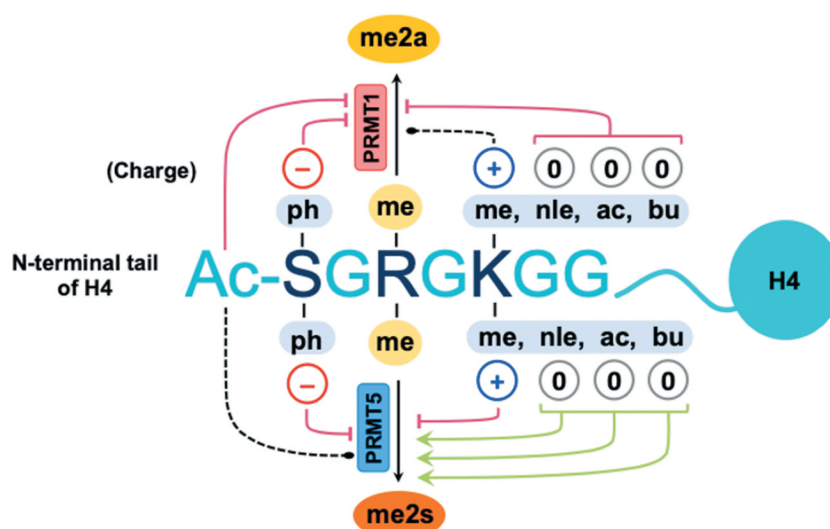 me2a
PRMT1
(Charge)
− + 0 0 0
ph me me, nle, ac, bu
N-terminal tail
of H4
Ac-SGRGKGG
H4
ph me me, nle, ac, bu
− + 0 0 0
PRMT5
me2s